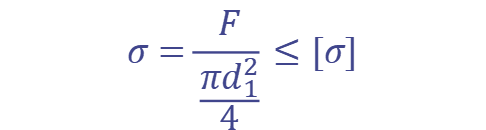 σ = F / (πd₁²/4) ≤ [σ]